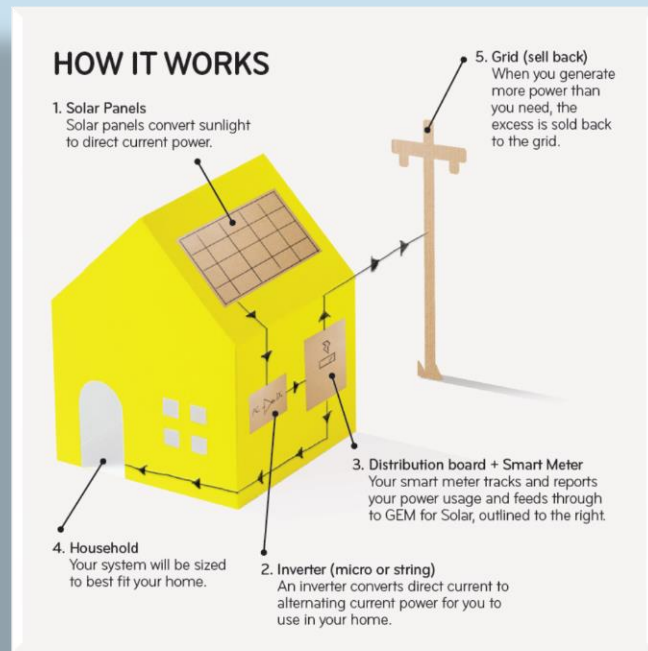 HOW IT WORKS
1. Solar Panels
Solar panels convert sunlight
to direct current power.
5. Grid (sell back)
When you generate
more power than
you need, the
excess is sold back
to the grid.
3. Distribution board + Smart Meter
Your smart meter tracks and reports
your power usage and feeds through
to GEM for Solar, outlined to the right.
4. Household
Your system will be sized
to best fit your home.
2. Inverter (micro or string)
An inverter converts direct current to
alternating current power for you to
use in your home.